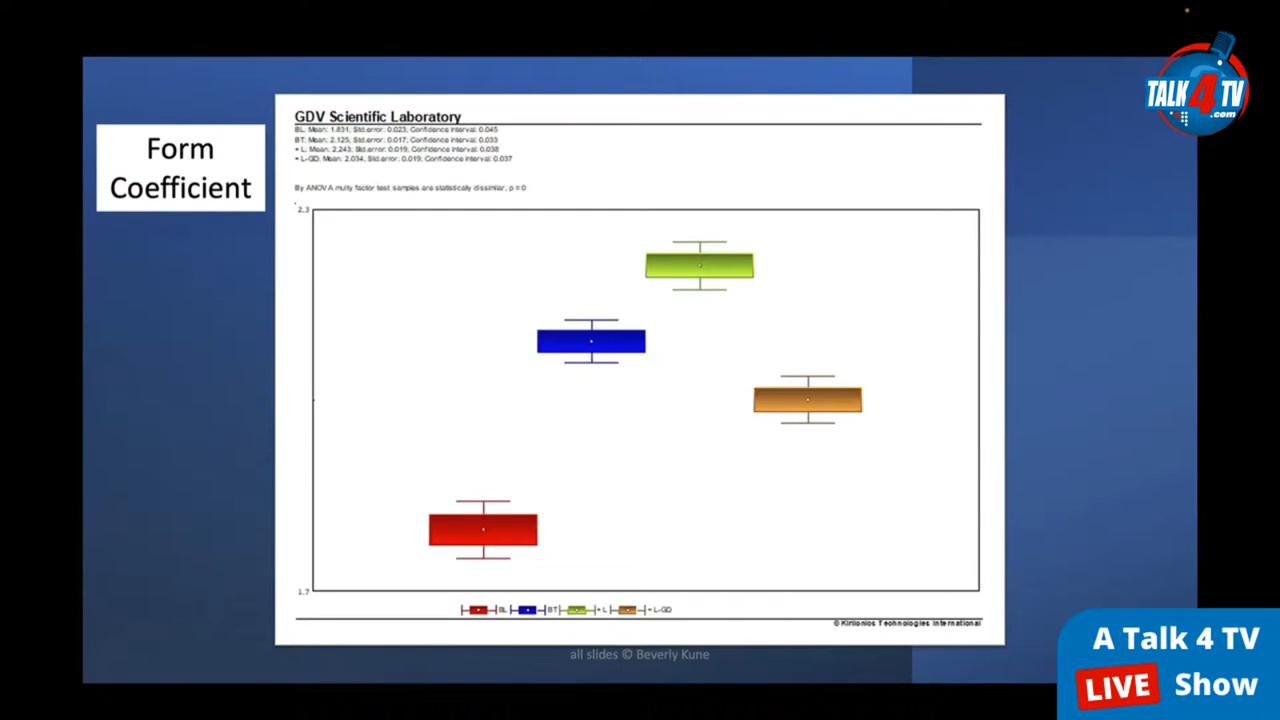 TALK 4 TV
.com
Form
Coefficient
GDV Scientific Laboratory
BL: Mean: 1.831; Std.error: 0.023; Confidence interval: 0.045
BT: Mean: 2.125; Std.error: 0.017; Confidence interval: 0.033
+ L: Mean: 2.243; Std.error: 0.019; Confidence interval: 0.038
+ L-GD: Mean: 2.034; Std.error: 0.019; Confidence interval: 0.037
By ANOVA multy factor test samples are statistically dissimilar, p = 0
2.3
1.7
BL BT + L + L-GD
© Kirlionics Technologies International
all slides © Beverly Kune
A Talk 4 TV
LIVE Show